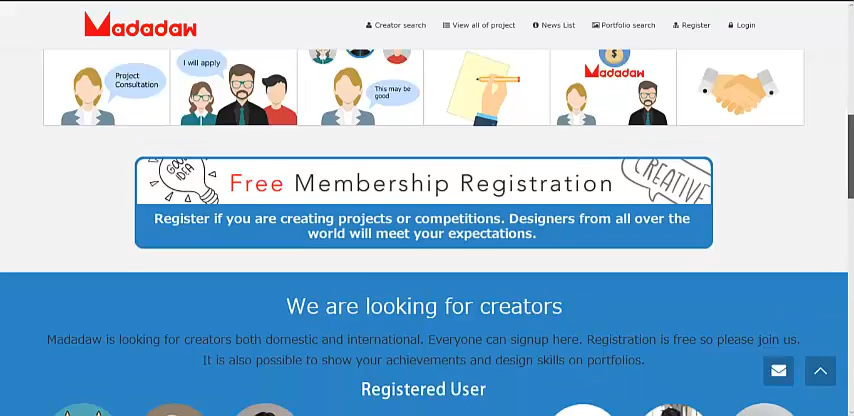 Madadaw
Creator search
View all of project
News List
Portfolio search
Register
Login
Project
Consultation
I will apply
This may be
good
Madadaw
GOOD
IDEA
CREATIVE
Free Membership Registration
Register if you are creating projects or competitions. Designers from all over the
world will meet your expectations.
We are looking for creators
Madadaw is looking for creators both domestic and international. Everyone can signup here. Registration is free so please join us.
It is also possible to show your achievements and design skills on portfolios.
Registered User